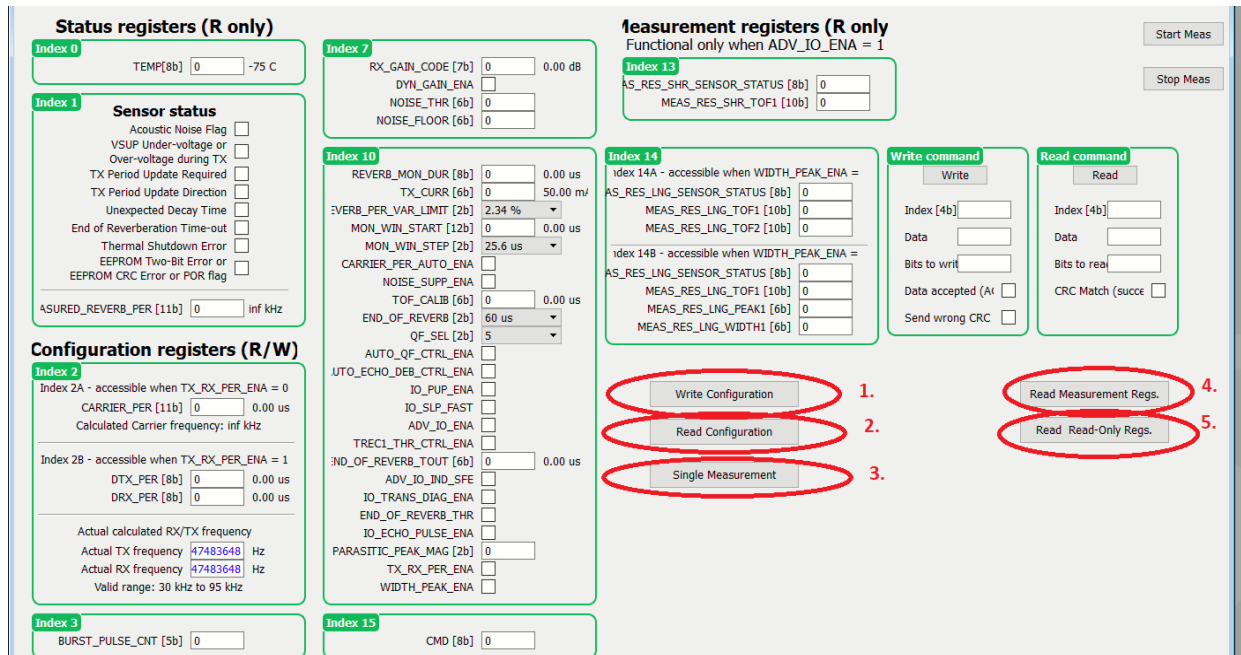 Status registers (R only)
Index 0
TEMP[8b] 0 -75 C
Index 1
Sensor status
Acoustic Noise Flag
VSUP Under-voltage or
Over-voltage during TX
TX Period Update Required
TX Period Update Direction
Unexpected Decay Time
End of Reverberation Time-out
Thermal Shutdown Error
EEPROM Two-Bit Error or
EEPROM CRC Error or POR flag
ASURED_REVERB_PER [11b] 0 inf kHz
Configuration registers (R/W)
Index 2
Index 2A - accessible when TX_RX_PER_ENA = 0
CARRIER_PER [11b] 0 0.00 us
Calculated Carrier frequency: inf kHz
Index 2B - accessible when TX_RX_PER_ENA = 1
DTX_PER [8b] 0 0.00 us
DRX_PER [8b] 0 0.00 us
Actual calculated RX/TX frequency
Actual TX frequency 47483648 Hz
Actual RX frequency 47483648 Hz
Valid range: 30 kHz to 95 kHz
Index 3
BURST_PULSE_CNT [5b] 0
Index 7
RX_GAIN_CODE [7b] 0 0.00 dB
DYN_GAIN_ENA
NOISE_THR [6b] 0
NOISE_FLOOR [6b] 0
Index 10
REVERB_MON_DUR [8b] 0 0.00 us
TX_CURR [6b] 0 50.00 m
EVERB_PER_VAR_LIMIT [2b] 2.34 %
MON_WIN_START [12b] 0 0.00 us
MON_WIN_STEP [2b] 25.6 us
CARRIER_PER_AUTO_ENA
NOISE_SUPP_ENA
TOF_CALIB [6b] 0 0.00 us
END_OF_REVERB [2b] 60 us
QF_SEL [2b] 5
AUTO_QF_CTRL_ENA
UTO_ECHO_DEB_CTRL_ENA
IO_PUP_ENA
IO_SLP_FAST
ADV_IO_ENA
TREC1_THR_CTRL_ENA
ND_OF_REVERB_TOUT [6b] 0 0.00 us
ADV_IO_IND_SFE
IO_TRANS_DIAG_ENA
END_OF_REVERB_THR
IO_ECHO_PULSE_ENA
PARASITIC_PEAK_MAG [2b] 0
TX_RX_PER_ENA
WIDTH_PEAK_ENA
Index 15
CMD [8b] 0
Measurement registers (R only
Functional only when ADV_IO_ENA = 1
Index 13
AS_RES_SHR_SENSOR_STATUS [8b] 0
MEAS_RES_SHR_TOF1 [10b] 0
Index 14
ndex 14A - accessible when WIDTH_PEAK_ENA =
AS_RES_LNG_SENSOR_STATUS [8b] 0
MEAS_RES_LNG_TOF1 [10b] 0
MEAS_RES_LNG_TOF2 [10b] 0
ndex 14B - accessible when WIDTH_PEAK_ENA =
AS_RES_LNG_SENSOR_STATUS [8b] 0
MEAS_RES_LNG_TOF1 [10b] 0
MEAS_RES_LNG_PEAK1 [6b] 0
MEAS_RES_LNG_WIDTH1 [6b] 0
Write Configuration 1.
Read Configuration 2.
Single Measurement 3.
Write command
Write
Index [4b]
Data
Bits to writ
Data accepted (A
Send wrong CRC
Read command
Read
Index [4b]
Data
Bits to rea
CRC Match (succe
Read Measurement Regs. 4.
Read Read-Only Regs. 5.
Start Meas
Stop Meas